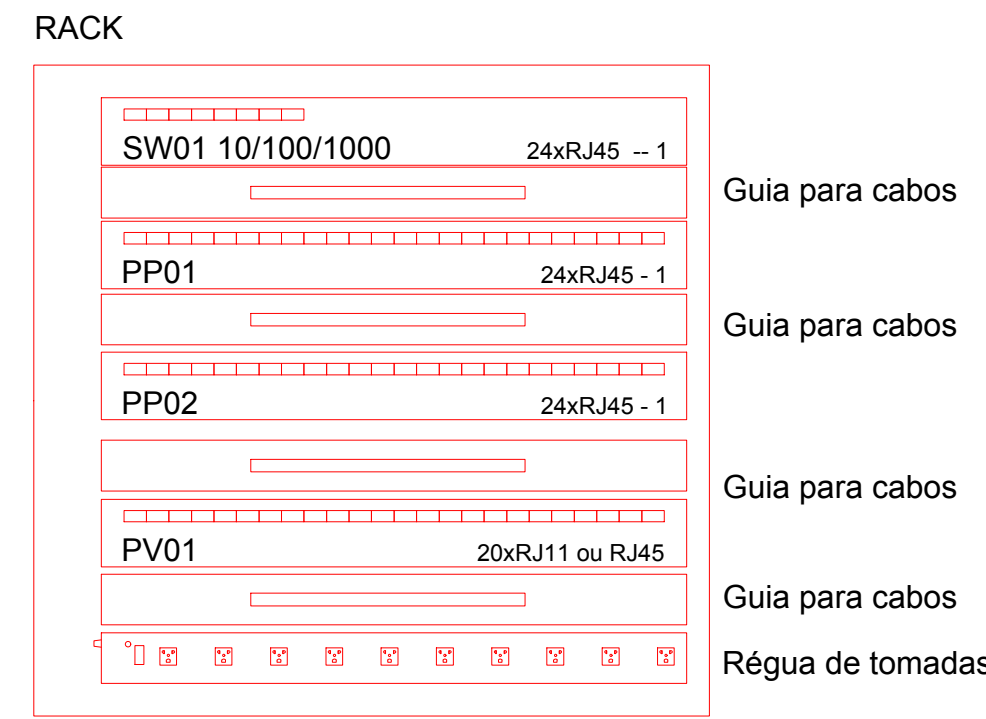 RACK
SW01 10/100/1000 24xRJ45 -- 1
Guia para cabos
PP01 24xRJ45 - 1
Guia para cabos
PP02 24xRJ45 - 1
Guia para cabos
PV01 20xRJ11 ou RJ45
Guia para cabos
Régua de tomadas